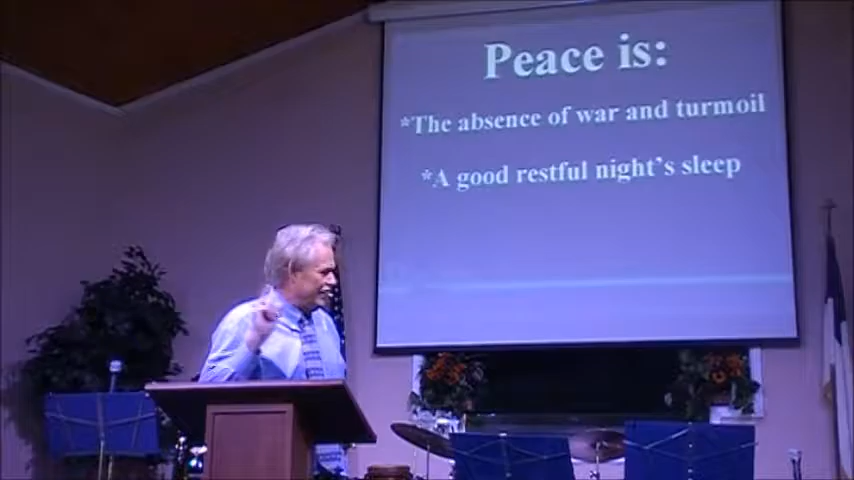 Peace is:
*The absence of war and turmoil
*A good restful night's sleep